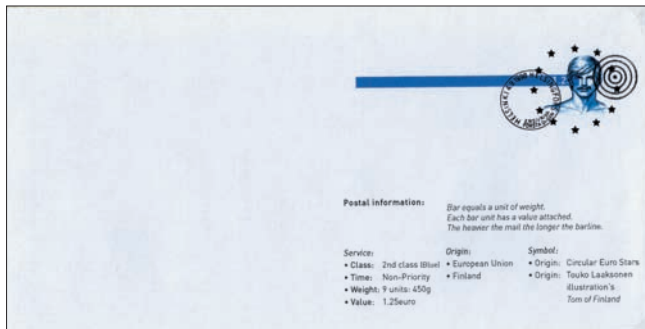 HELSINKI HELSINGFORS
Postal information:
Bar equals a unit of weight.
Each bar unit has a value attached.
The heavier the mail the longer the barline.
Service:
• Class: 2nd class (Blue)
• Time: Non-Priority
• Weight: 9 units: 450g
• Value: 1.25euro
Origin:
• European Union
• Finland
Symbol:
• Origin: Circular Euro Stars
• Origin: Touko Laaksonen
illustration's
Tom of Finland